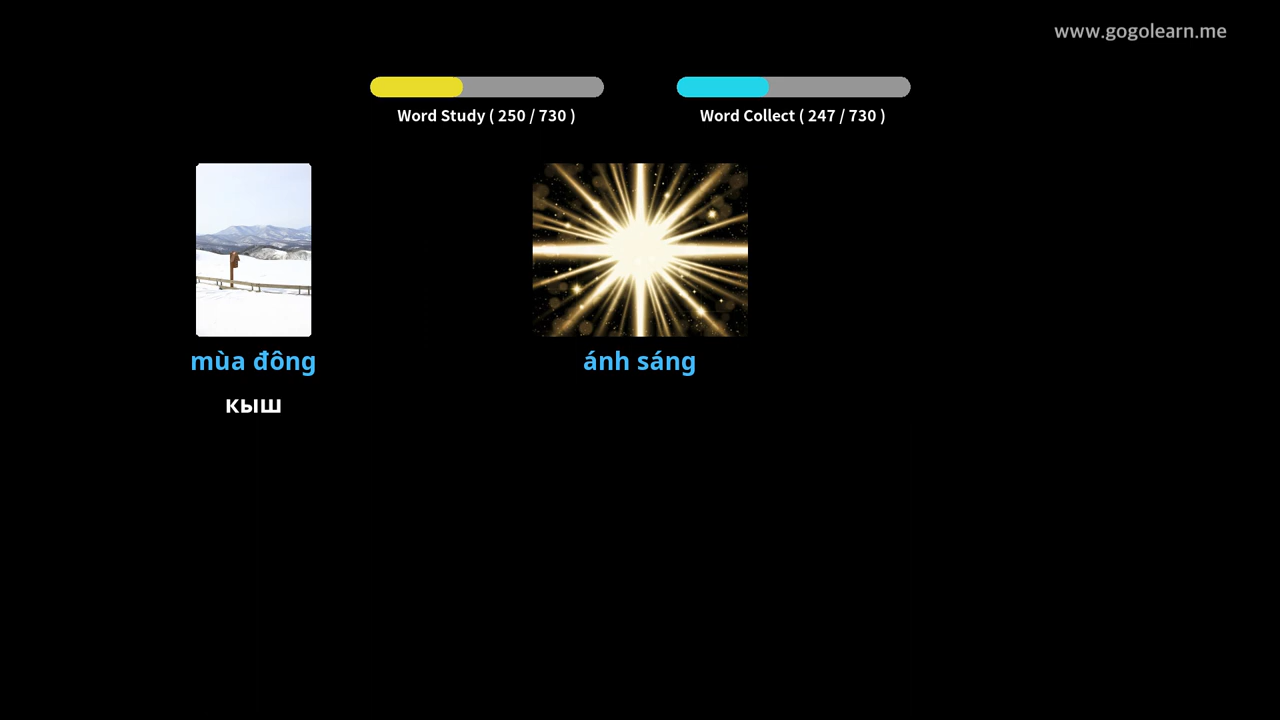 www.gogolearn.me
Word Study ( 250 / 730 )
Word Collect ( 247 / 730 )
mùa đông
ánh sáng
кыш